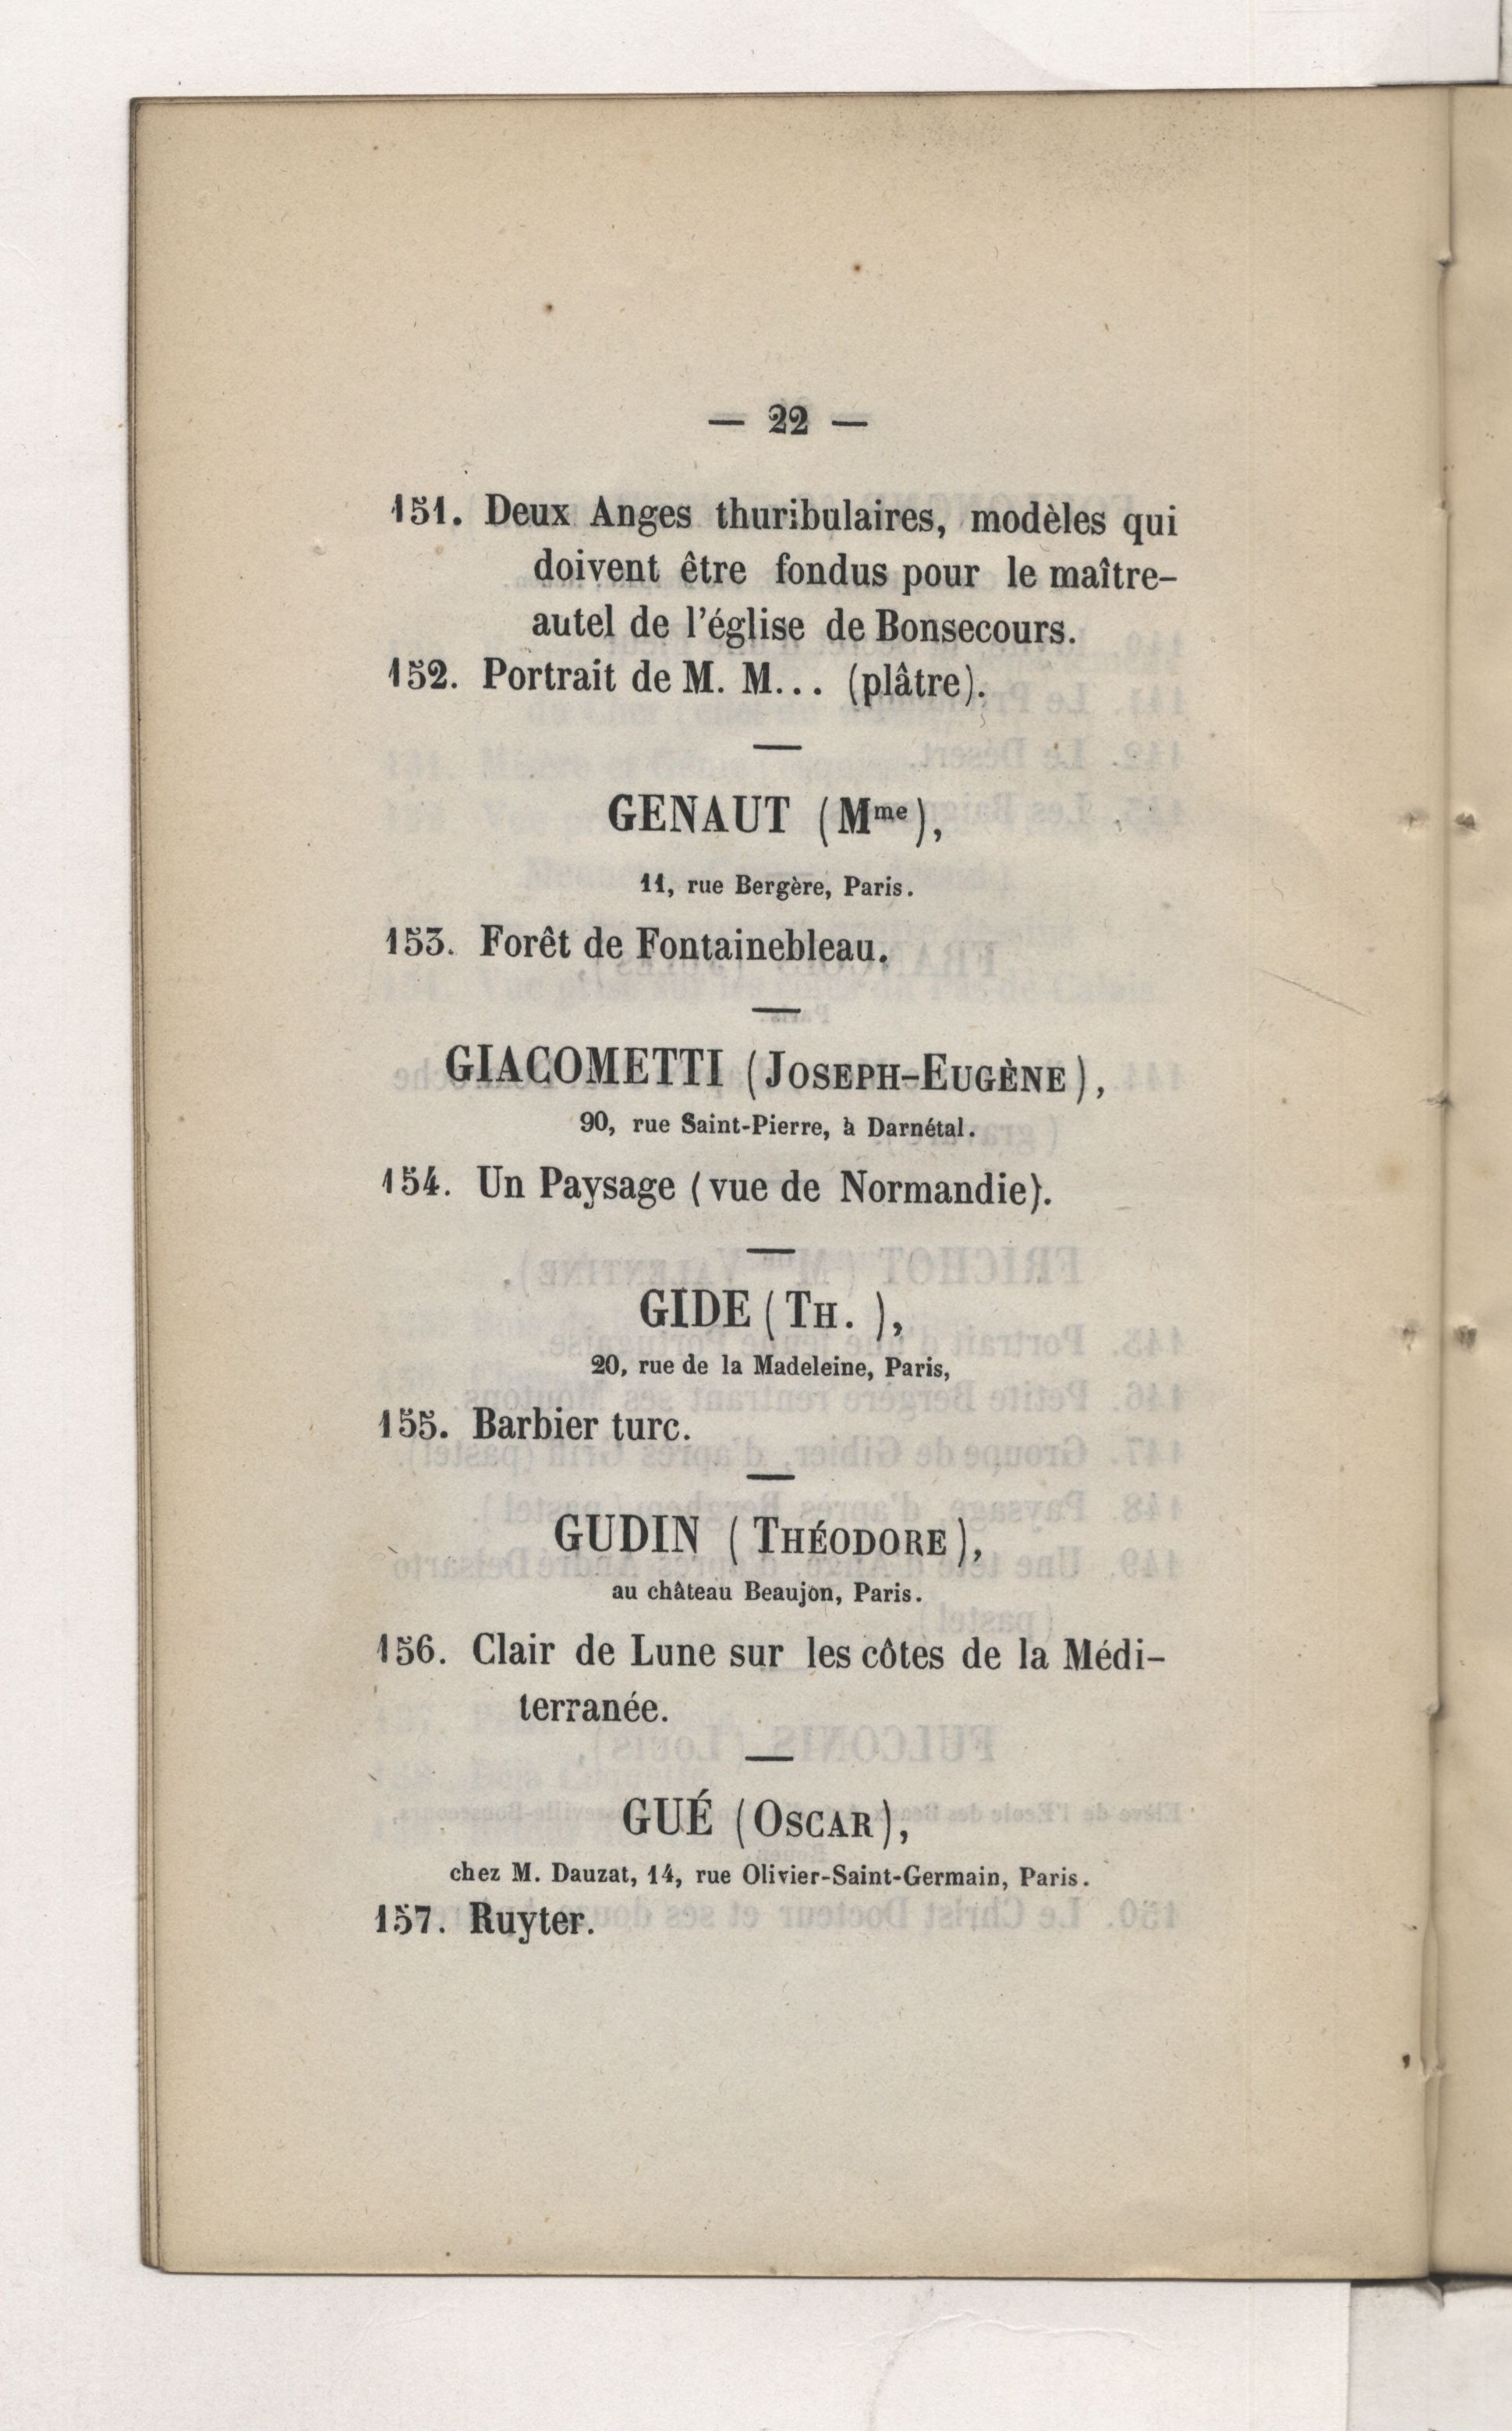 — 22 —
151. Deux Anges thuribulaires, modèles qui
doivent être fondus pour le maître-
autel de l'église de Bonsecours.
152. Portrait de M. M... (plâtre).
GENAUT (Mme),
11, rue Bergère, Paris.
153. Forêt de Fontainebleau.
GIACOMETTI (JOSEPH-EUGÈNE),
90, rue Saint-Pierre, à Darnétal.
154. Un Paysage (vue de Normandie).
GIDE (TH. ),
20, rue de la Madeleine, Paris,
155. Barbier turc.
GUDIN (THÉODORE),
au château Beaujon, Paris.
156. Clair de Lune sur les côtes de la Médi-
terranée.
GUÉ (OSCAR),
chez M. Dauzat, 14, rue Olivier-Saint-Germain, Paris.
157. Ruyter.